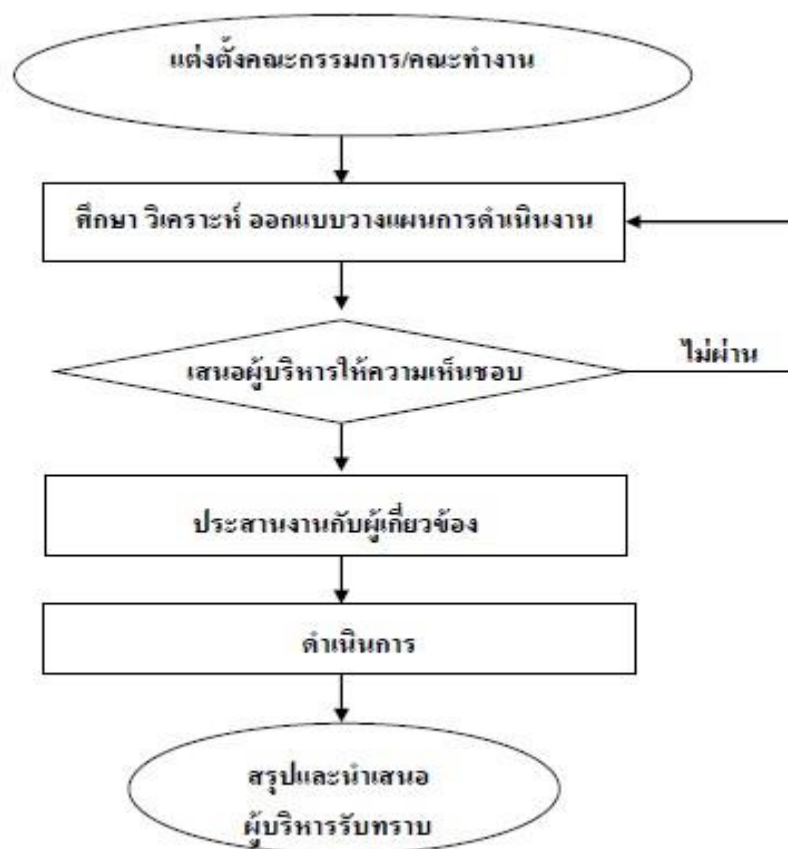 แต่งตั้งคณะกรรมการ/คณะทำงาน
ศึกษา วิเคราะห์ ออกแบบวางแผนการดำเนินงาน
ไม่ผ่าน
เสนอผู้บริหารให้ความเห็นชอบ
ประสานงานกับผู้เกี่ยวข้อง
ดำเนินการ
สรุปและนำเสนอ
ผู้บริหารรับทราบ